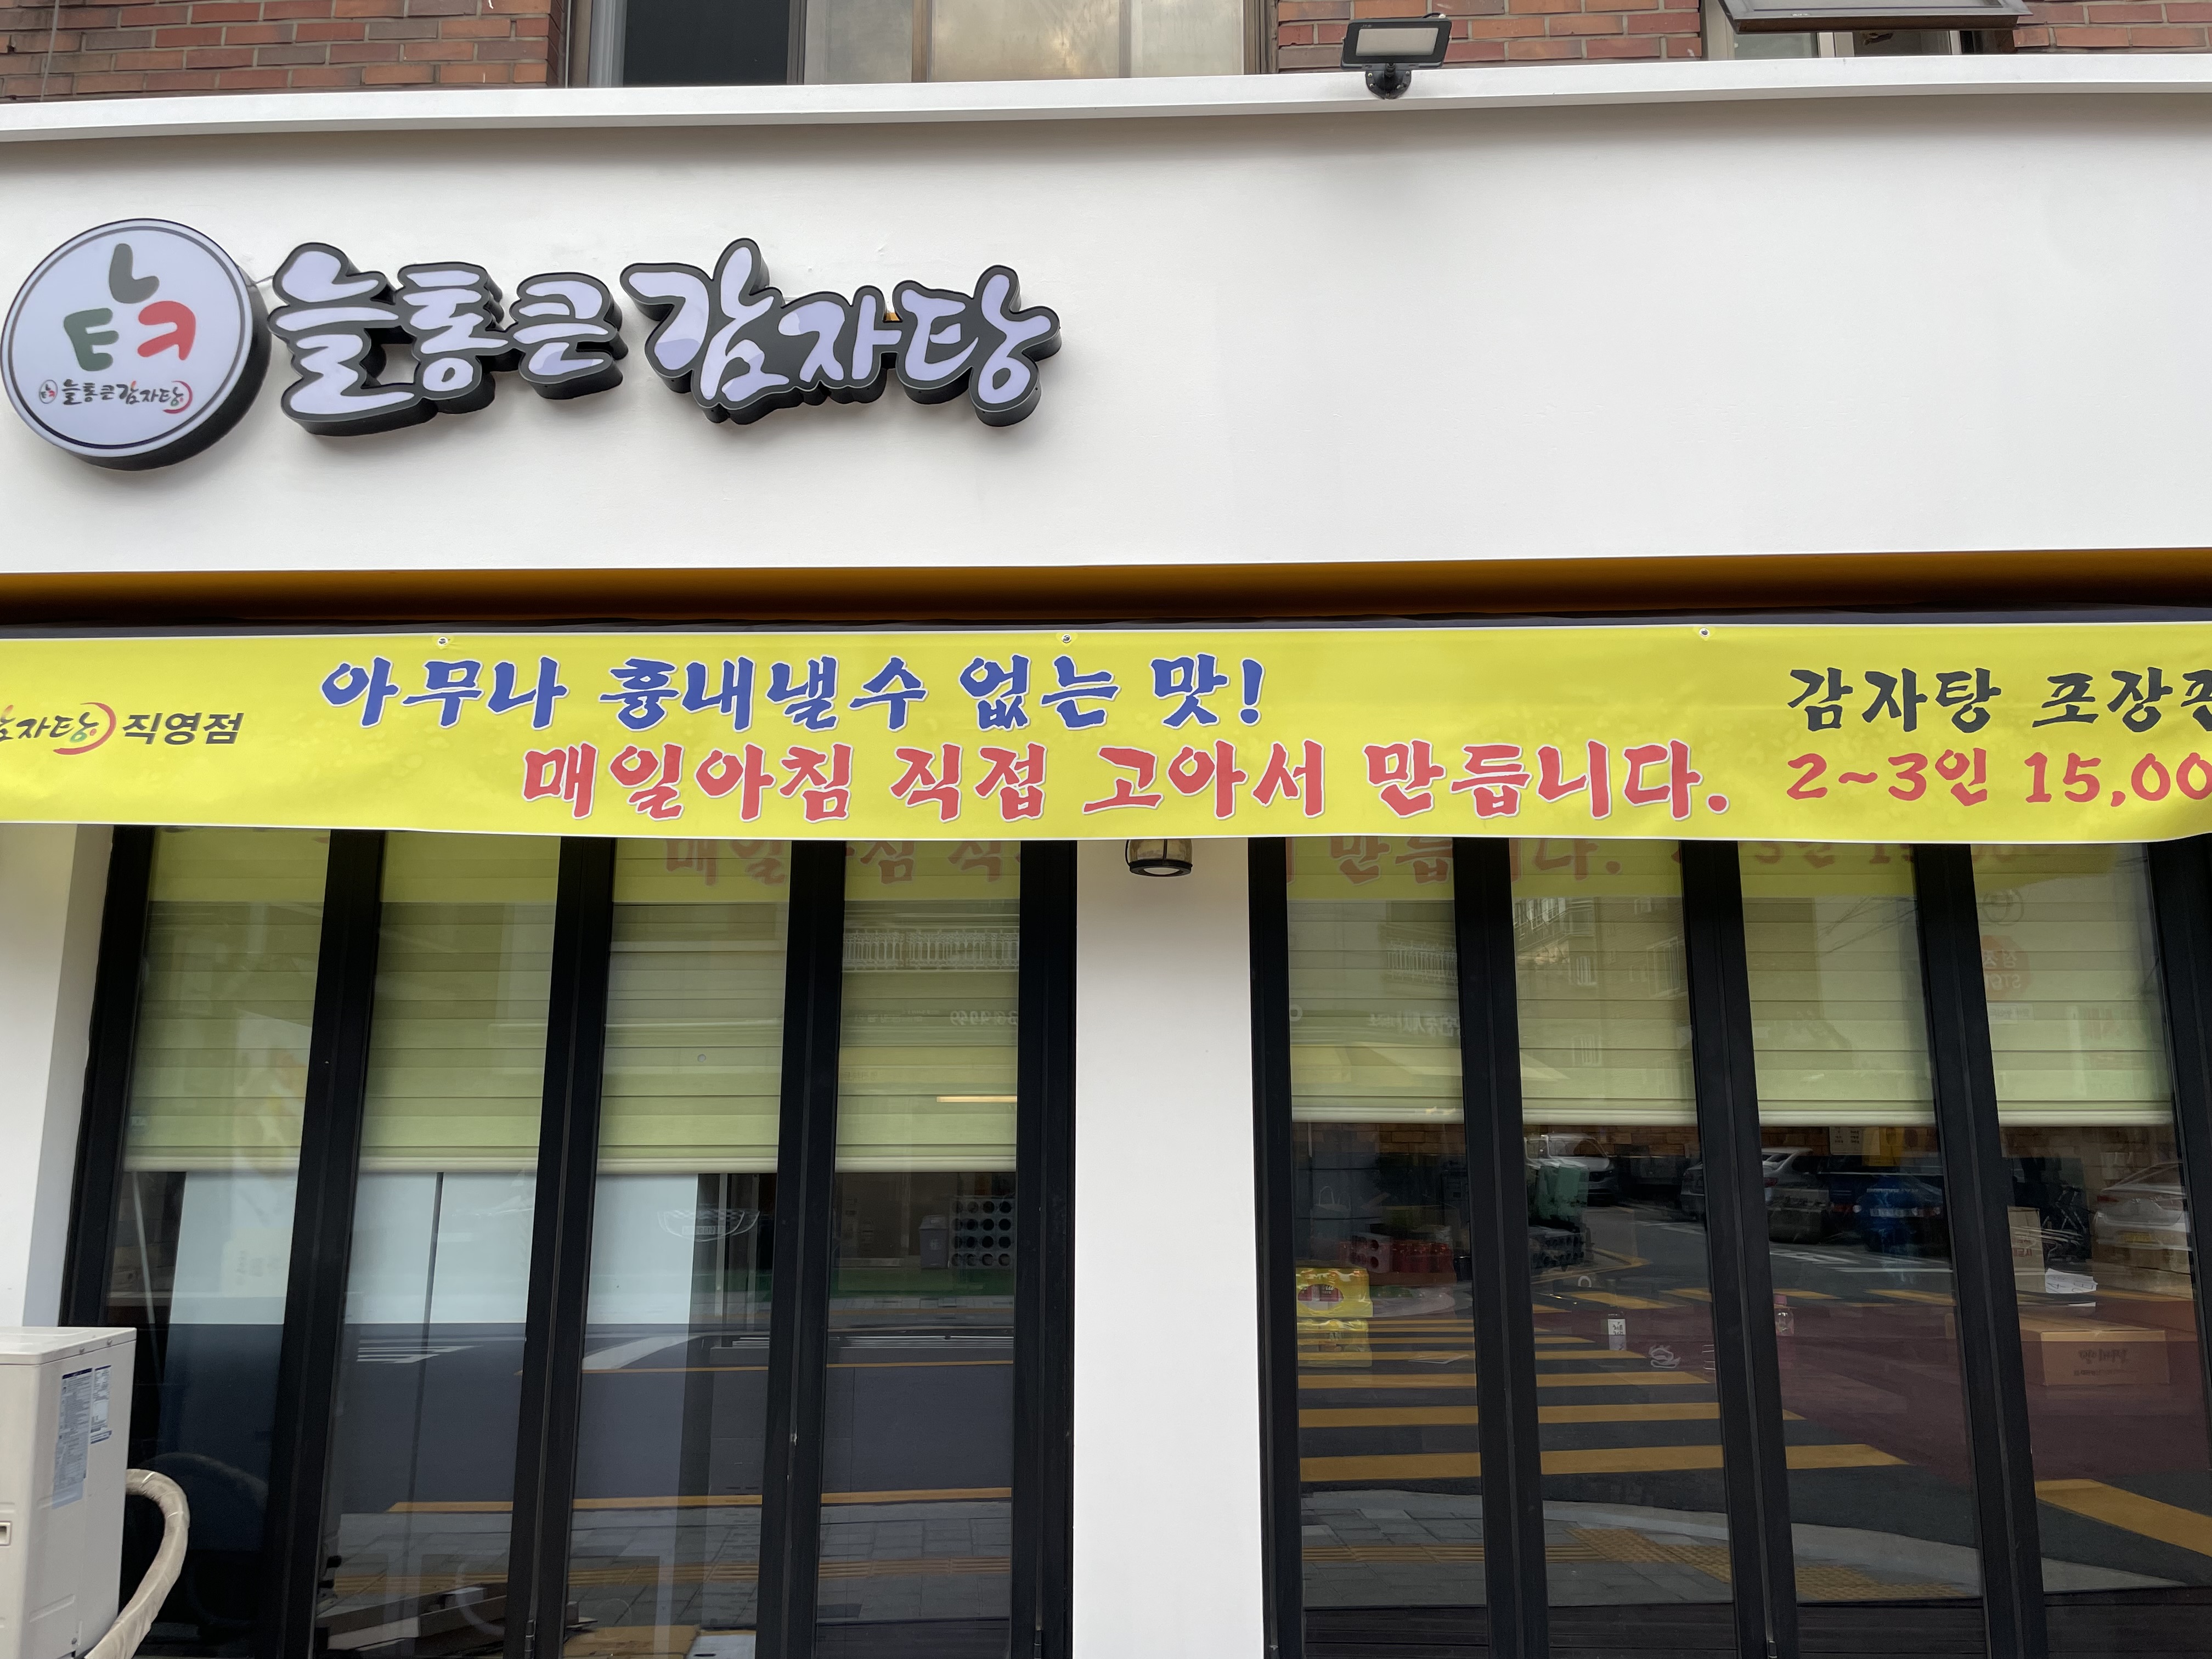 ㄴ
ㅌㅋ
늘통큰감자탕
늘통큰 감자탕
감자탕 직영점
아무나 흉내낼수 없는 맛!
매일아침 직접 고아서 만듭니다.
감자탕 포장
2~3인 15,00